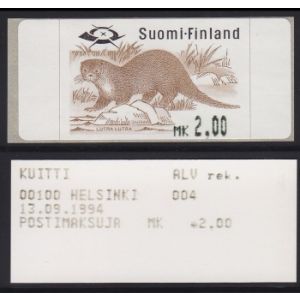 Suomi-Finland
LUTRA LUTRA
MK 2,00
KUITTI ALV rek.
00100 HELSINKI 004
13.09.1994
POSTIMAKSUJA MK *2,00